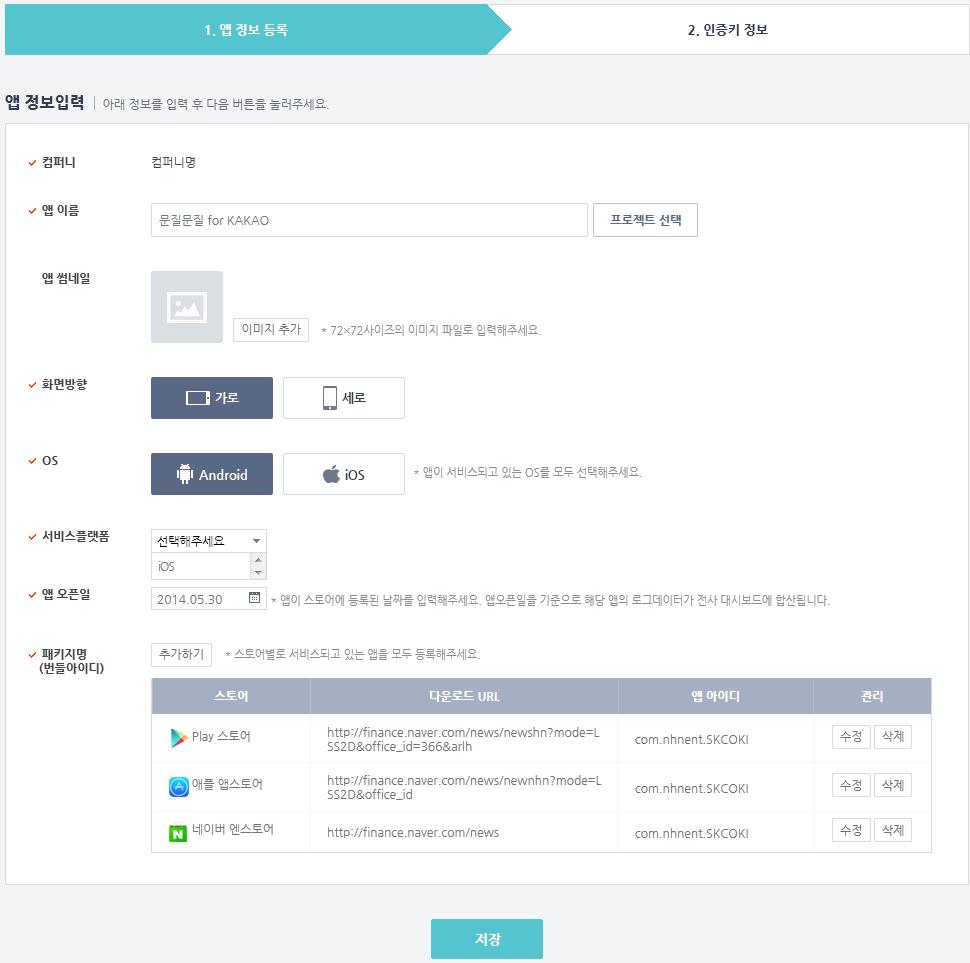 1. 앱 정보 등록
2. 인증키 정보
앱 정보입력 | 아래 정보를 입력 후 다음 버튼을 눌러주세요.
컴퍼니 컴퍼니명
앱 이름 문질문질 for KAKAO 프로젝트 선택
앱 썸네일
이미지 추가 * 72×72사이즈의 이미지 파일로 입력해주세요.
화면방향 가로 세로
OS Android iOS * 앱이 서비스되고 있는 OS를 모두 선택해주세요.
서비스플랫폼 선택해주세요
iOS
앱 오픈일 2014.05.30 * 앱이 스토어에 등록된 날짜를 입력해주세요. 앱오픈일을 기준으로 해당 앱의 로그데이터가 전사 대시보드에 합산됩니다.
패키지명 추가하기 * 스토어별로 서비스되고 있는 앱을 모두 등록해주세요.
(번들아이디)
스토어 다운로드 URL 앱 아이디 관리
Play 스토어 http://finance.naver.com/news/newshn?mode=L
SS2D&office_id=366&arlh com.nhnent.SKCOKI 수정 삭제
애플 앱스토어 http://finance.naver.com/news/newnhn?mode=L
SS2D&office_id com.nhnent.SKCOKI 수정 삭제
네이버 엔스토어 http://finance.naver.com/news com.nhnent.SKCOKI 수정 삭제
저장